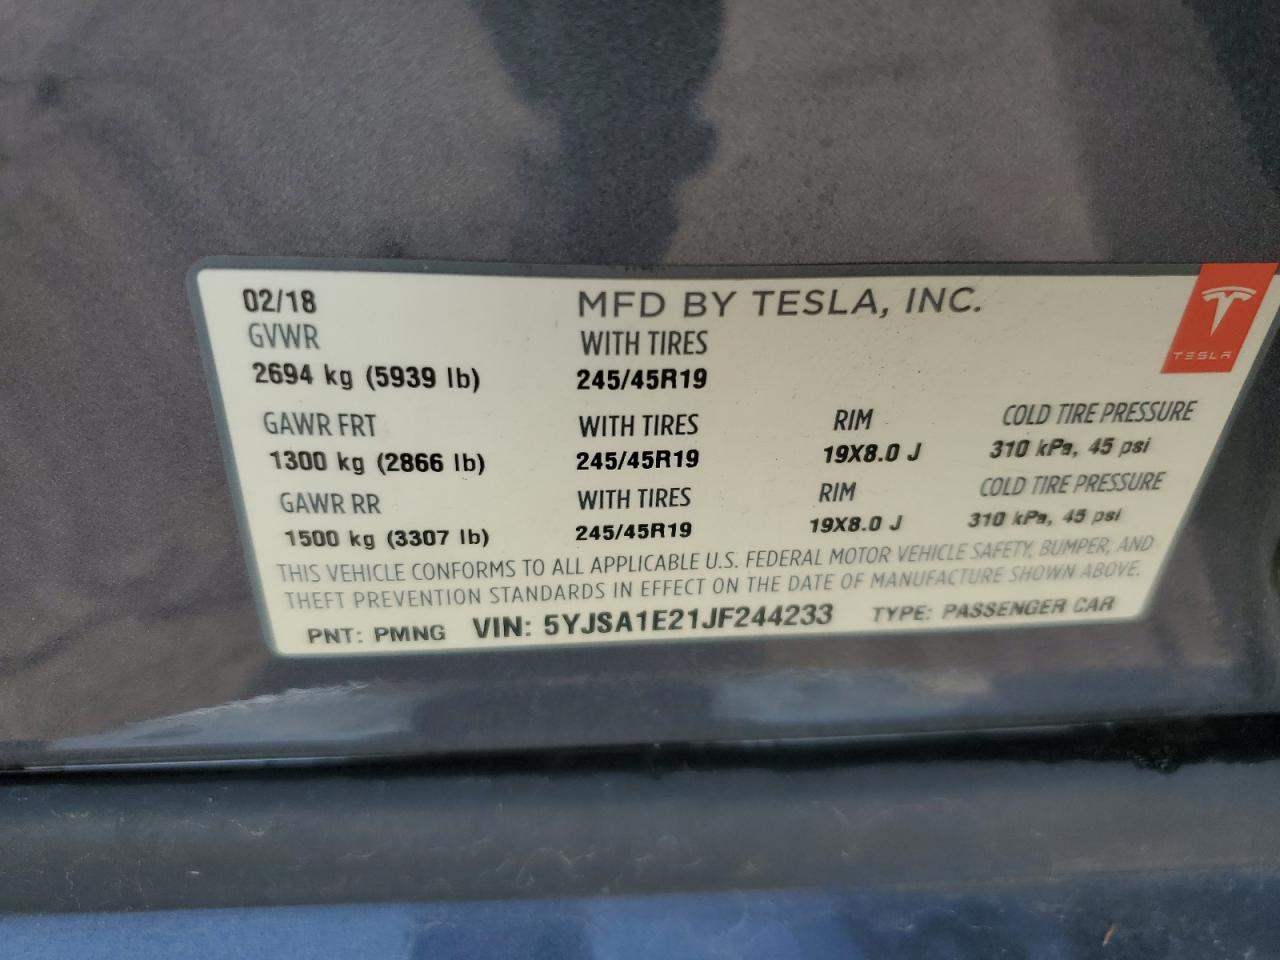 02/18 MFD BY TESLA, INC.
GVWR WITH TIRES
2694 kg (5939 lb) 245/45R19
TESLA
GAWR FRT WITH TIRES RIM COLD TIRE PRESSURE
1300 kg (2866 lb) 245/45R19 19X8.0 J 310 kPa, 45 psi
GAWR RR WITH TIRES RIM COLD TIRE PRESSURE
1500 kg (3307 lb) 245/45R19 19X8.0 J 310 kPa, 45 psi
THIS VEHICLE CONFORMS TO ALL APPLICABLE U.S. FEDERAL MOTOR VEHICLE SAFETY, BUMPER, AND
THEFT PREVENTION STANDARDS IN EFFECT ON THE DATE OF MANUFACTURE SHOWN ABOVE.
PNT: PMNG VIN: 5YJSA1E21JF244233 TYPE: PASSENGER CAR